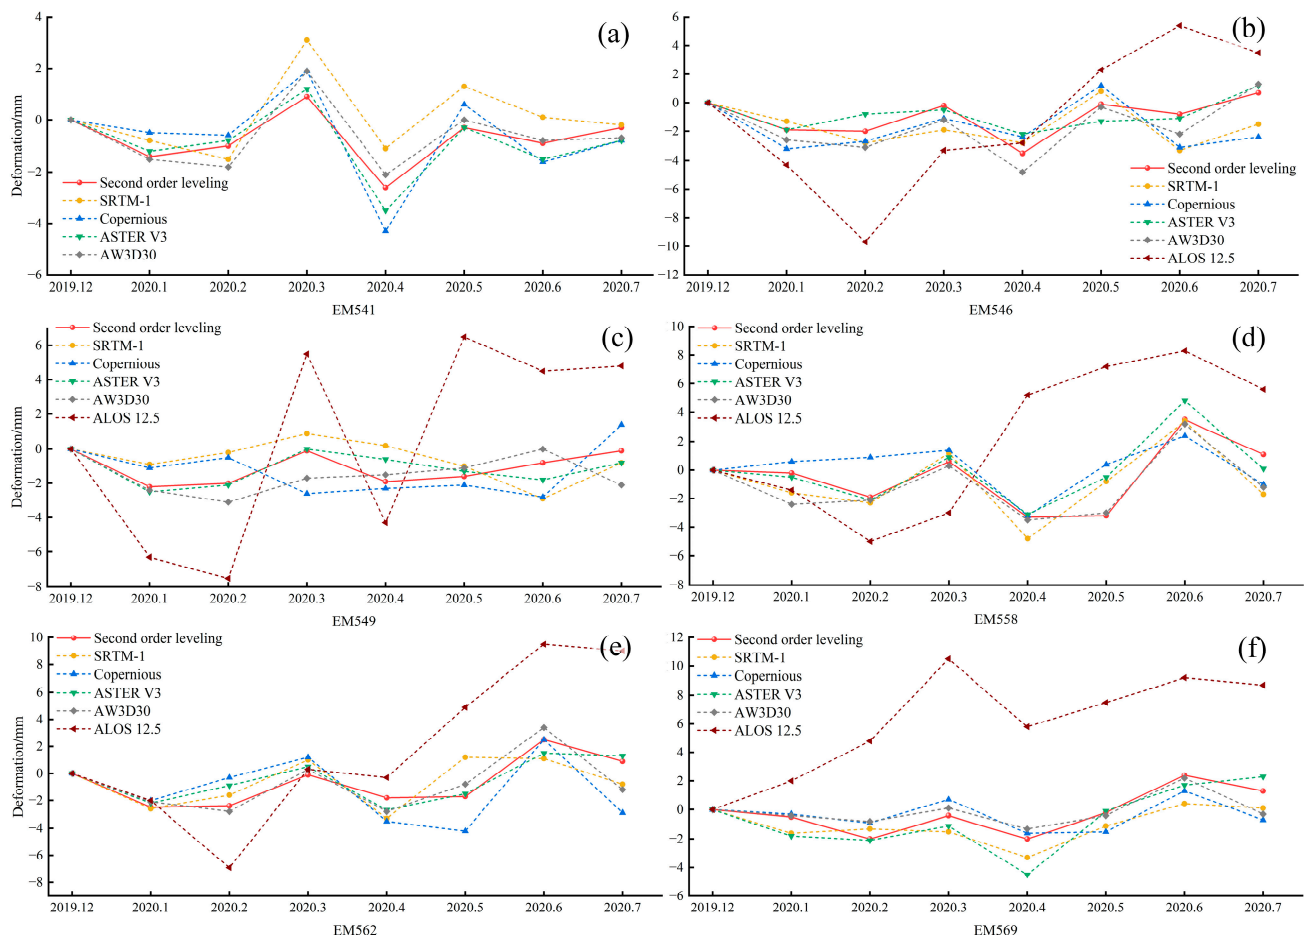 (a)
4
2
0
−2
−4
−6
Deformation/mm
Second order leveling
SRTM-1
Copernious
ASTER V3
AW3D30
2019.12 2020.1 2020.2 2020.3 2020.4 2020.5 2020.6 2020.7
EM541
(b)
6
4
2
0
−2
−4
−6
−8
−10
−12
Second order leveling
SRTM-1
Copernious
ASTER V3
AW3D30
ALOS 12.5
2019.12 2020.1 2020.2 2020.3 2020.4 2020.5 2020.6 2020.7
EM546
(c)
6
4
2
0
−2
−4
−6
−8
Deformation/mm
Second order leveling
SRTM-1
Copernious
ASTER V3
AW3D30
ALOS 12.5
2019.12 2020.1 2020.2 2020.3 2020.4 2020.5 2020.6 2020.7
EM549
(d)
10
8
6
4
2
0
−2
−4
−6
−8
Second order leveling
SRTM-1
Copernious
ASTER V3
AW3D30
ALOS 12.5
2019.12 2020.1 2020.2 2020.3 2020.4 2020.5 2020.6 2020.7
EM558
(e)
10
8
6
4
2
0
−2
−4
−6
−8
Deformation/mm
Second order leveling
SRTM-1
Copernious
ASTER V3
AW3D30
ALOS 12.5
2019.12 2020.1 2020.2 2020.3 2020.4 2020.5 2020.6 2020.7
EM562
(f)
12
10
8
6
4
2
0
−2
−4
−6
Second order leveling
SRTM-1
Copernious
ASTER V3
AW3D30
ALOS 12.5
2019.12 2020.1 2020.2 2020.3 2020.4 2020.5 2020.6 2020.7
EM569